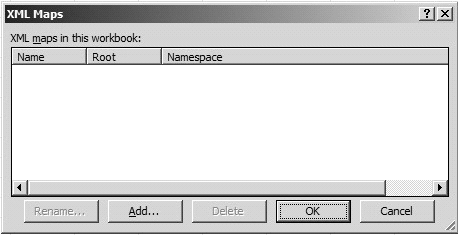 XML Maps
XML maps in this workbook:
Name Root Namespace
Rename... Add... Delete OK Cancel